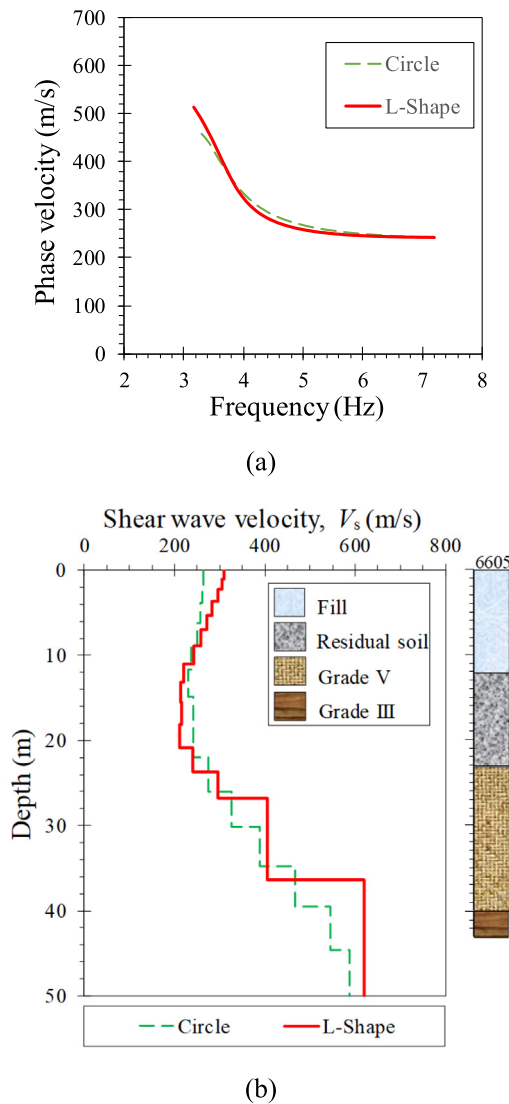 700
600
500
400
300
200
100
0
Phase velocity (m/s)
Circle
L-Shape
2 3 4 5 6 7 8
Frequency (Hz)
(a)
Shear wave velocity, Vs (m/s)
0 200 400 600 800
0
10
20
30
40
50
Depth (m)
Fill
Residual soil
Grade V
Grade III
6605
Circle
L-Shape
(b)